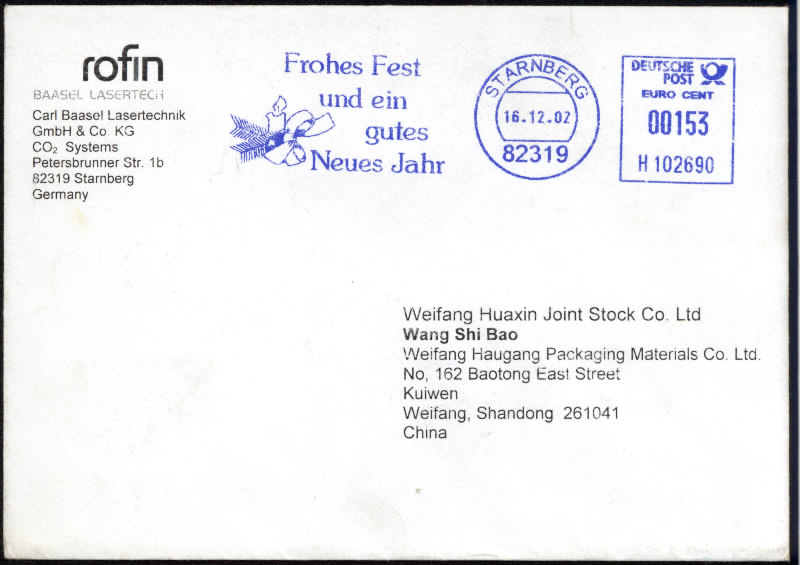 rofin
BAASEL LASERTECH
Carl Baasel Lasertechnik
GmbH & Co. KG
CO₂ Systems
Petersbrunner Str. 1b
82319 Starnberg
Germany
Frohes Fest
und ein
gutes
Neues Jahr
STARNBERG
16.12.02
82319
DEUTSCHE
POST
EURO CENT
00153
H 102690
Weifang Huaxin Joint Stock Co. Ltd
Wang Shi Bao
Weifang Haugang Packaging Materials Co. Ltd.
No, 162 Baotong East Street
Kuiwen
Weifang, Shandong 261041
China